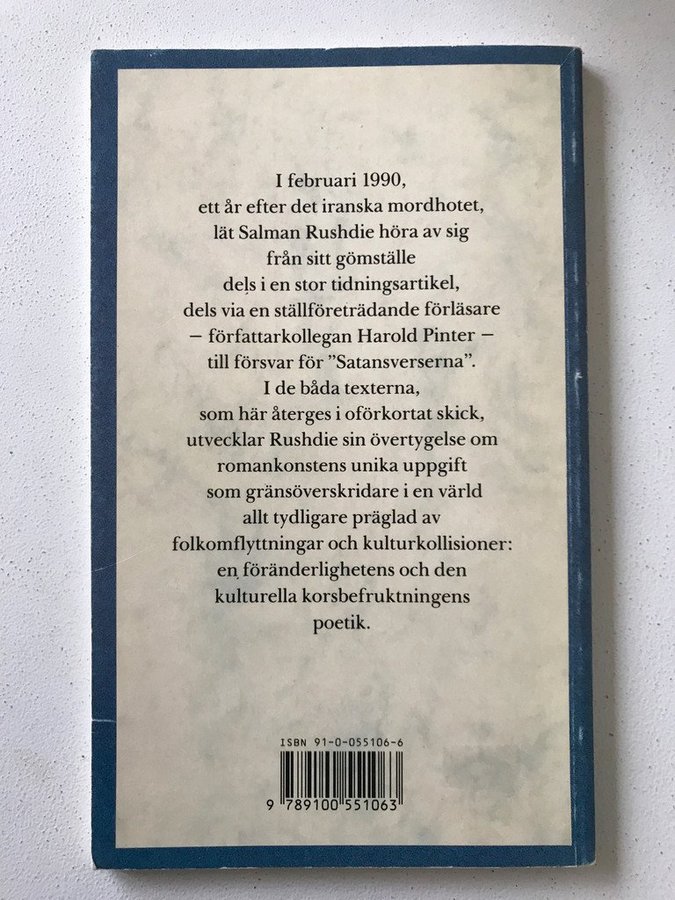 I februari 1990,
ett år efter det iranska mordhotet,
lät Salman Rushdie höra av sig
från sitt gömställe
dels i en stor tidningsartikel,
dels via en ställföreträdande förläsare
– författarkollegan Harold Pinter –
till försvar för ”Satansverserna”.
I de båda texterna,
som här återges i oförkortat skick,
utvecklar Rushdie sin övertygelse om
romankonstens unika uppgift
som gränsöverskridare i en värld
allt tydligare präglad av
folkomflyttningar och kulturkollisioner:
en föränderlighetens och den
kulturella korsbefruktningens
poetik.
ISBN 91-0-055106-6
9 789100 551063